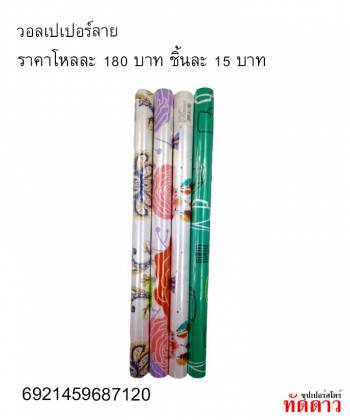 วอลเปเปอร์ลาย
ราคาโหลละ 180 บาท ชิ้นละ 15 บาท
6921459687120
ซุปเปอร์สโตร์
ทัดดาว